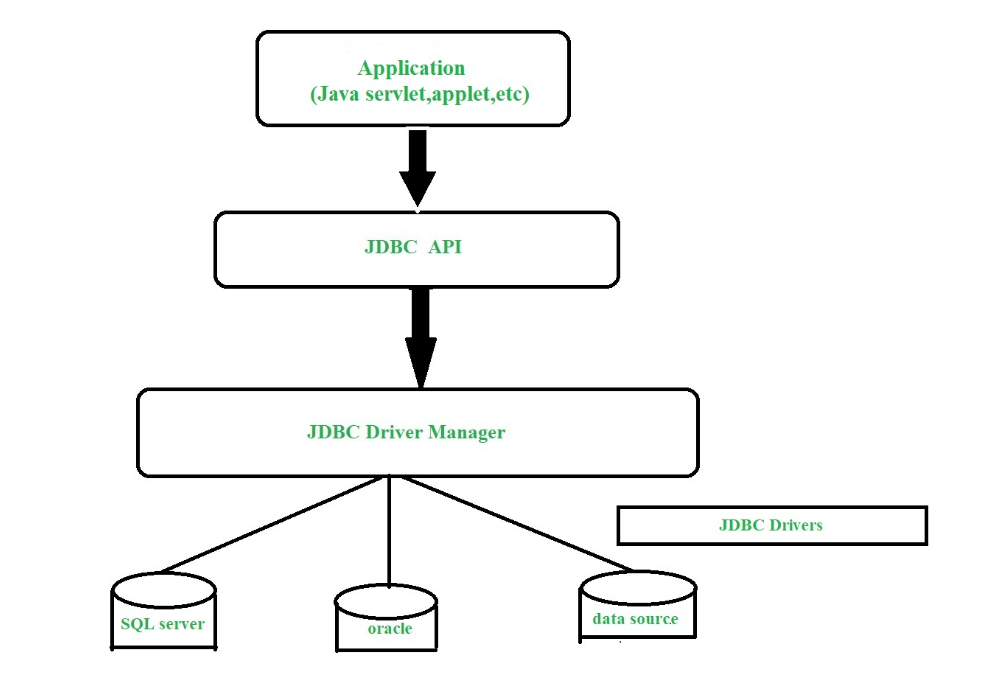 Application
(Java servlet,applet,etc)
JDBC API
JDBC Driver Manager
JDBC Drivers
SQL server
oracle
data source